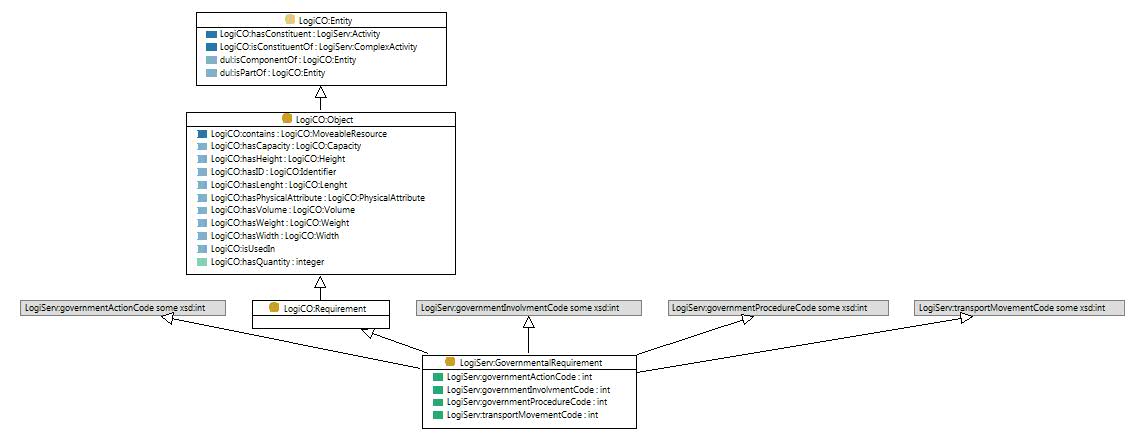 LogiCO:Entity
LogiCO:hasConstituent : LogiServ:Activity
LogiCO:isConstituentOf : LogiServ:ComplexActivity
dul:isComponentOf : LogiCO:Entity
dul:isPartOf : LogiCO:Entity
LogiCO:Object
LogiCO:contains : LogiCO:MoveableResource
LogiCO:hasCapacity : LogiCO:Capacity
LogiCO:hasHeight : LogiCO:Height
LogiCO:hasID : LogiCO:Identifier
LogiCO:hasLenght : LogiCO:Lenght
LogiCO:hasPhysicalAttribute : LogiCO:PhysicalAttribute
LogiCO:hasVolume : LogiCO:Volume
LogiCO:hasWeight : LogiCO:Weight
LogiCO:hasWidth : LogiCO:Width
LogiCO:isUsedIn
LogiCO:hasQuantity : integer
LogiServ:governmentActionCode some xsd:int
LogiCO:Requirement
LogiServ:governmentInvolvmentCode some xsd:int
LogiServ:governmentProcedureCode some xsd:int
LogiServ:transportMovementCode some xsd:int
LogiServ:GovernmentalRequirement
LogiServ:governmentActionCode : int
LogiServ:governmentInvolvmentCode : int
LogiServ:governmentProcedureCode : int
LogiServ:transportMovementCode : int